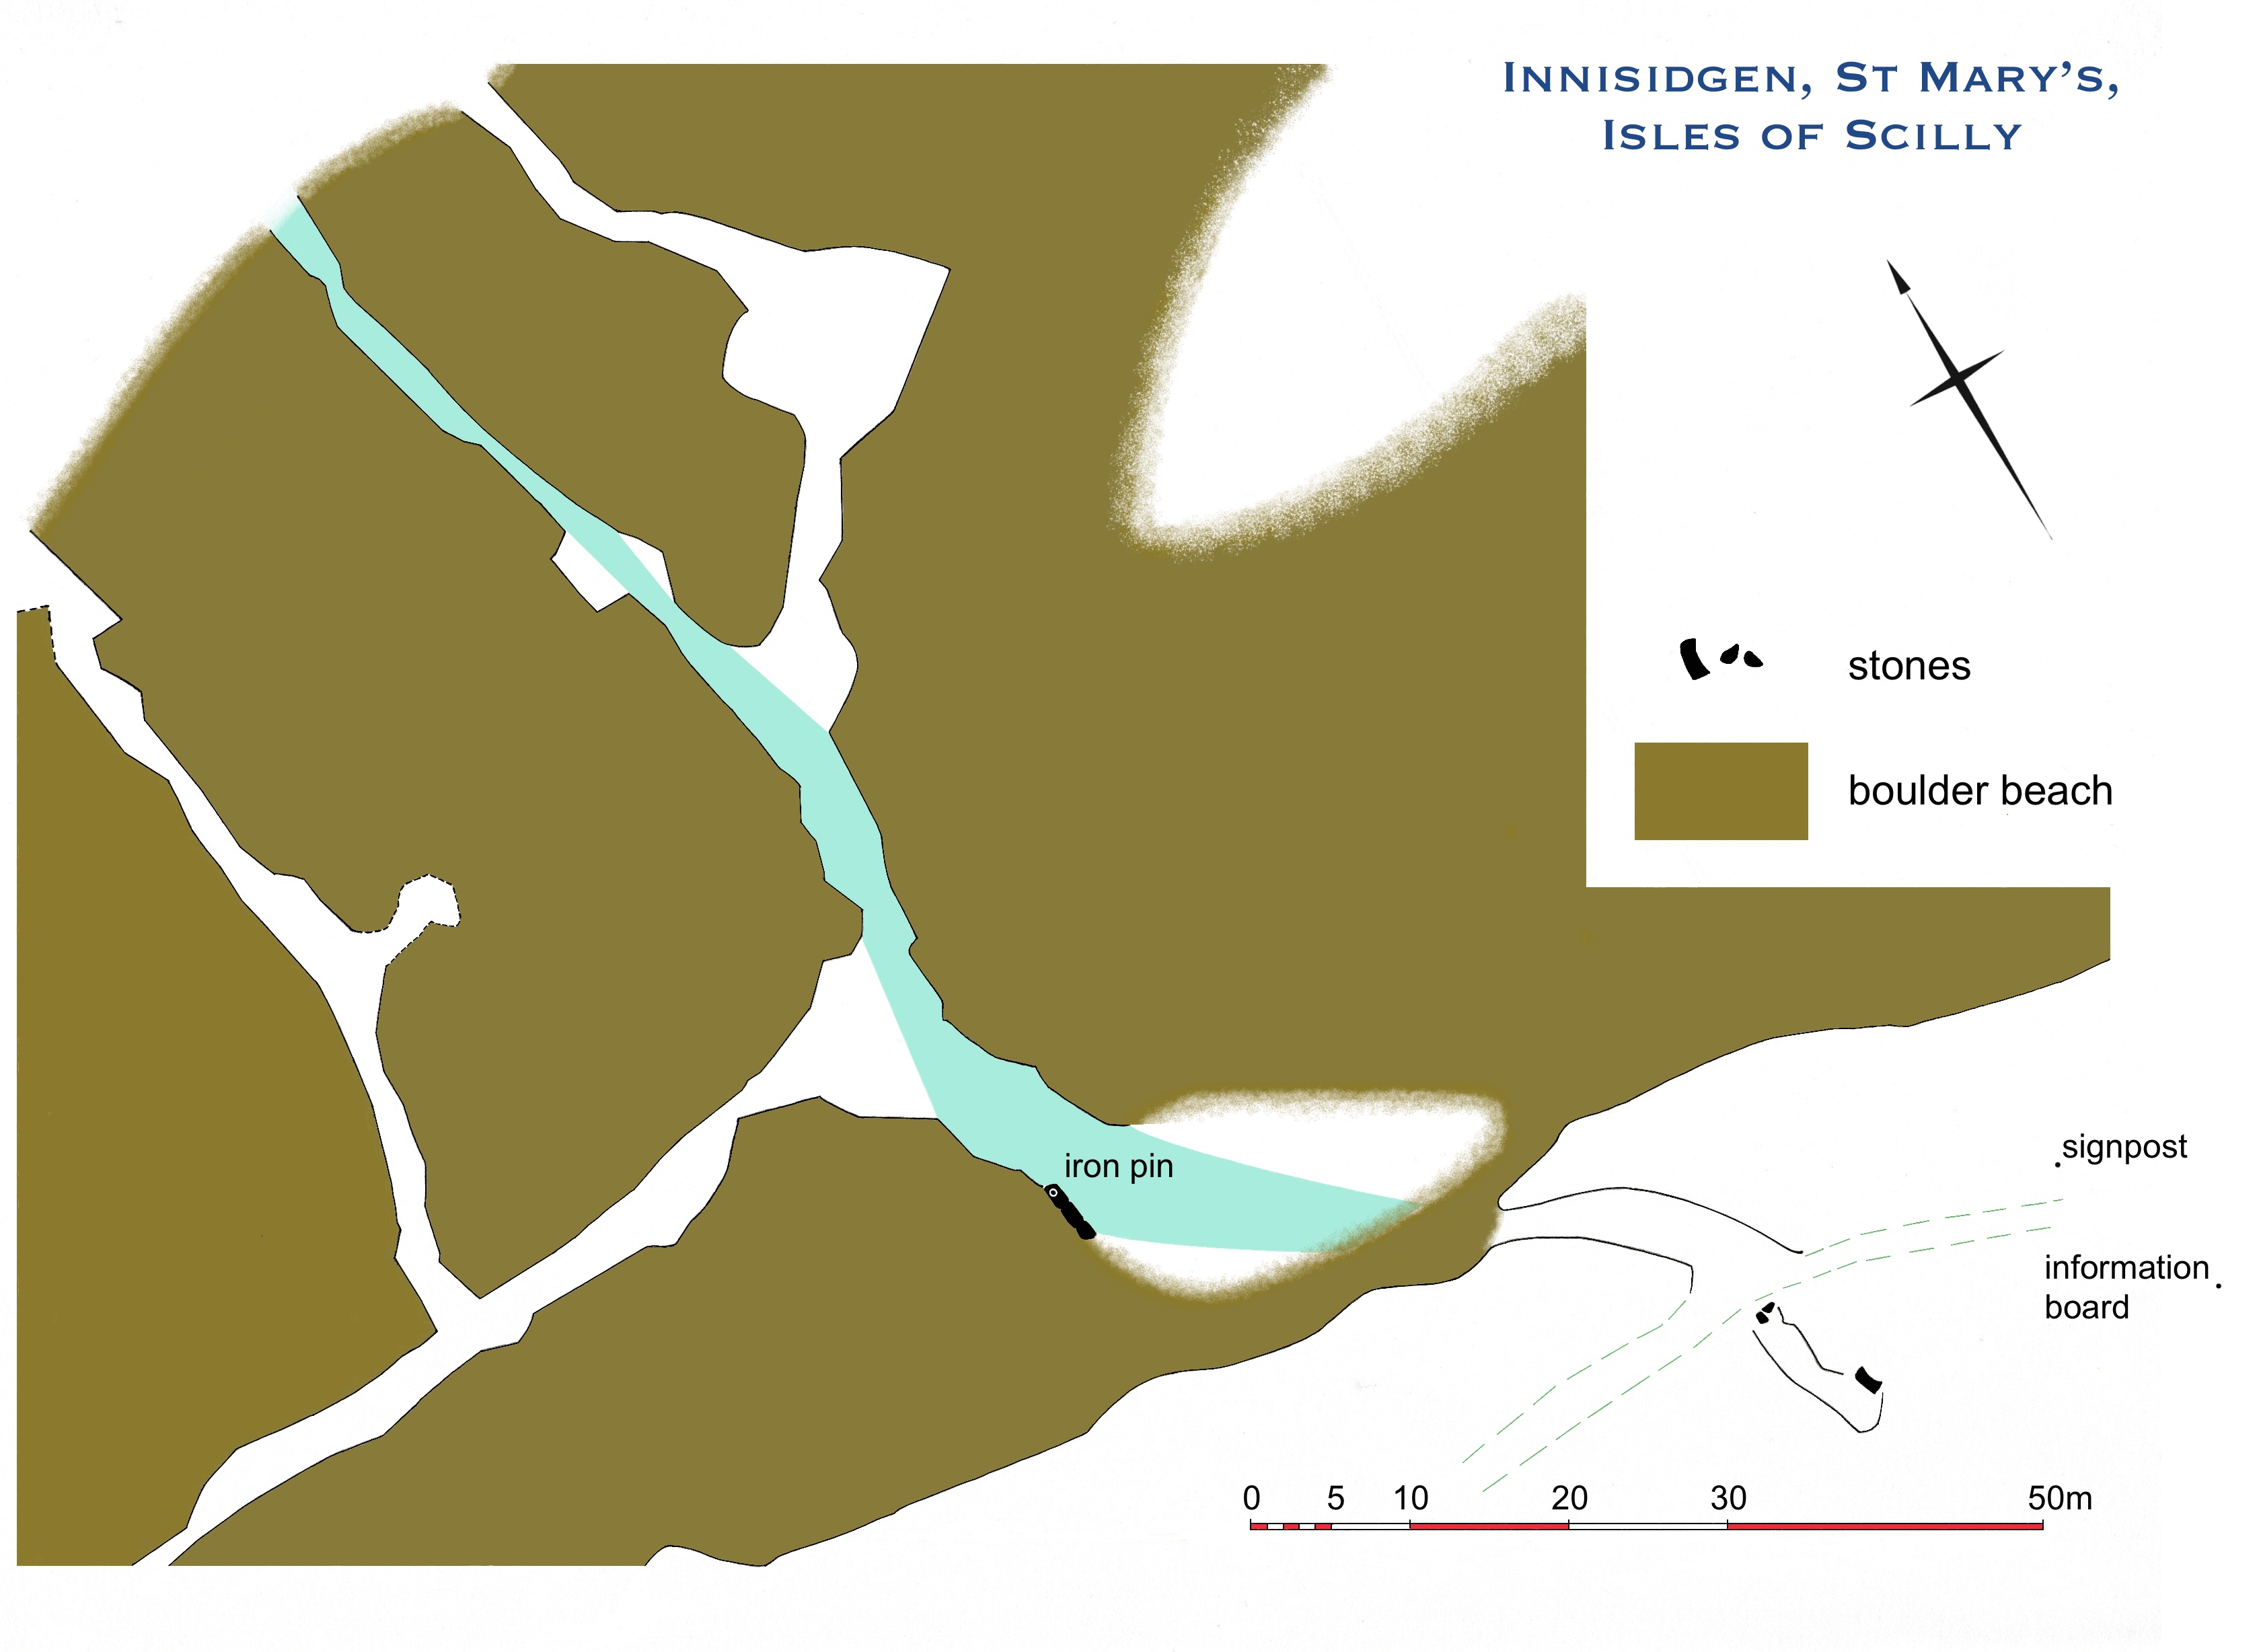 INNISIDGEN, ST MARY'S,
ISLES OF SCILLY
stones
boulder beach
signpost
iron pin
information
board
0 5 10 20 30 50m